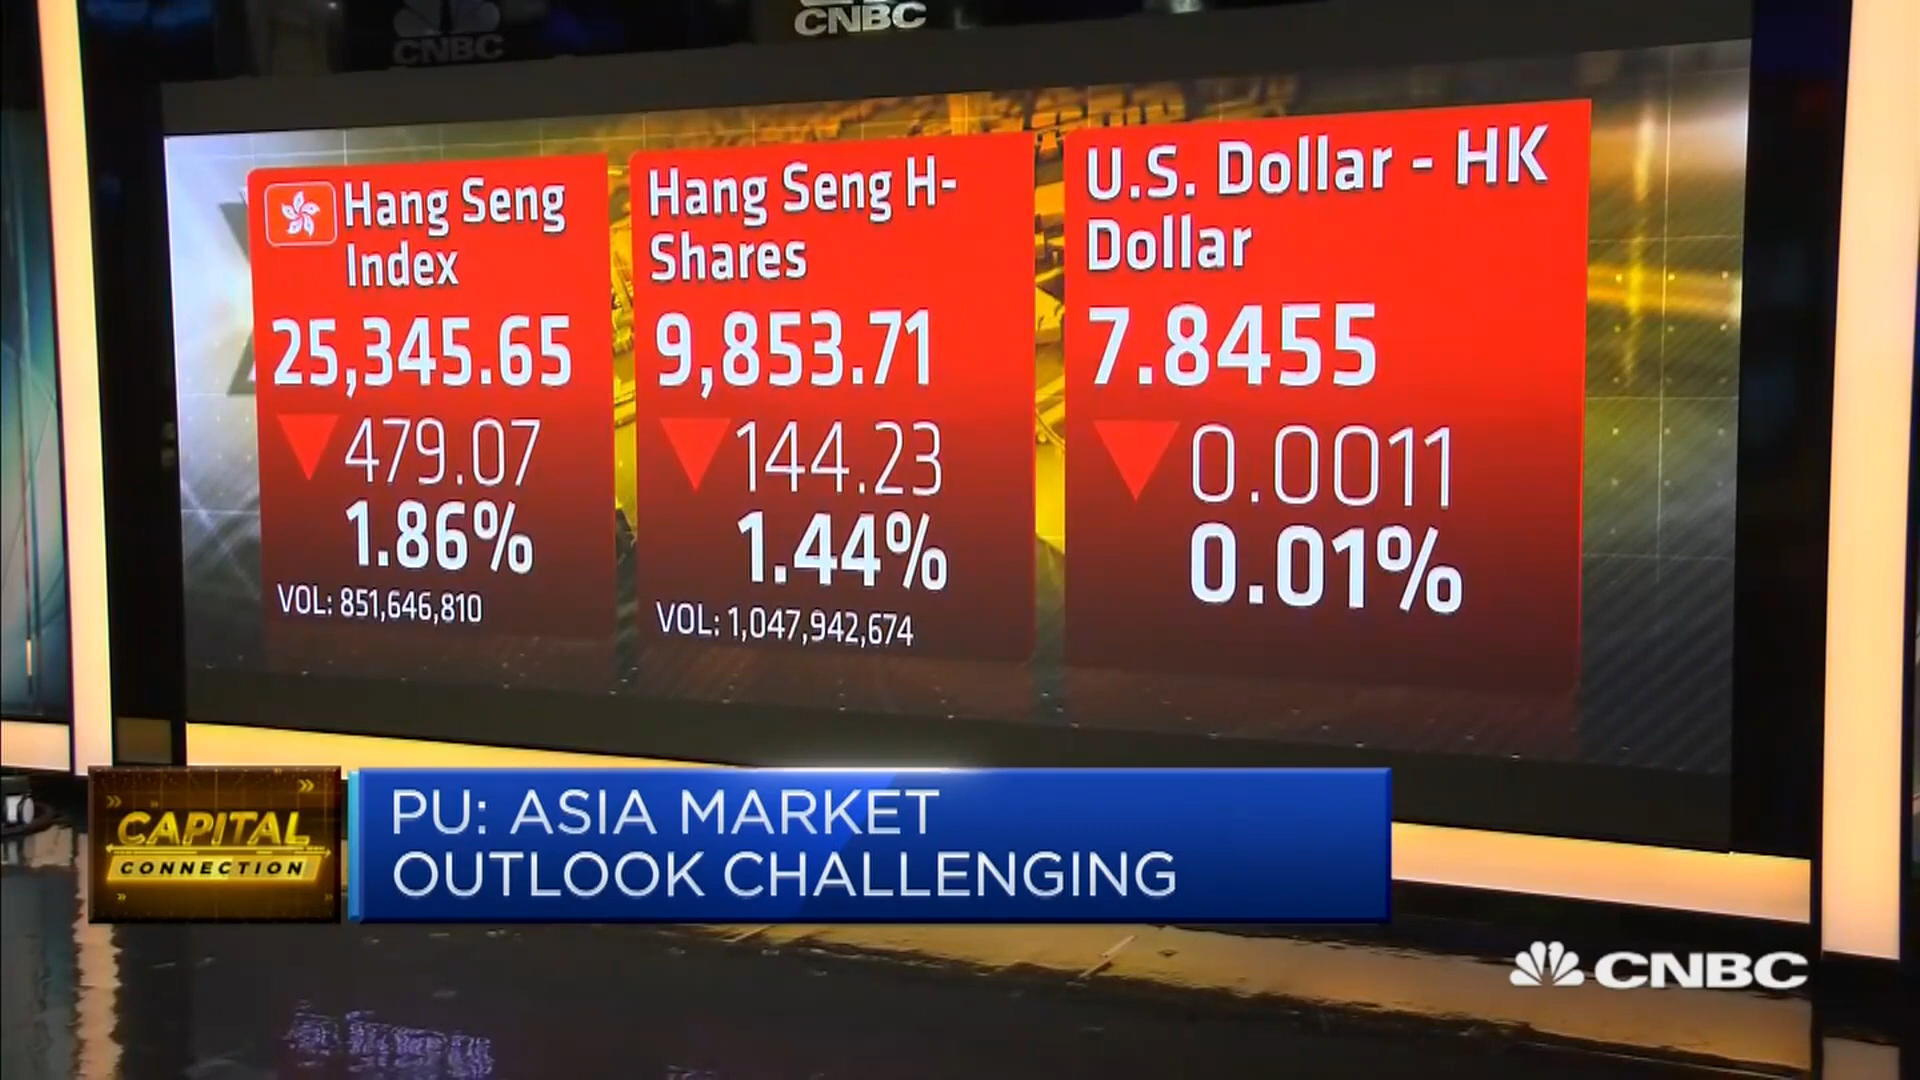 CNBC
CNBC
Hang Seng
Index
25,345.65
479.07
1.86%
VOL: 851,646,810
Hang Seng H-
Shares
9,853.71
144.23
1.44%
VOL: 1,047,942,674
U.S. Dollar - HK
Dollar
7.8455
0.0011
0.01%
CAPITAL
CONNECTION
PU: ASIA MARKET
OUTLOOK CHALLENGING
CNBC